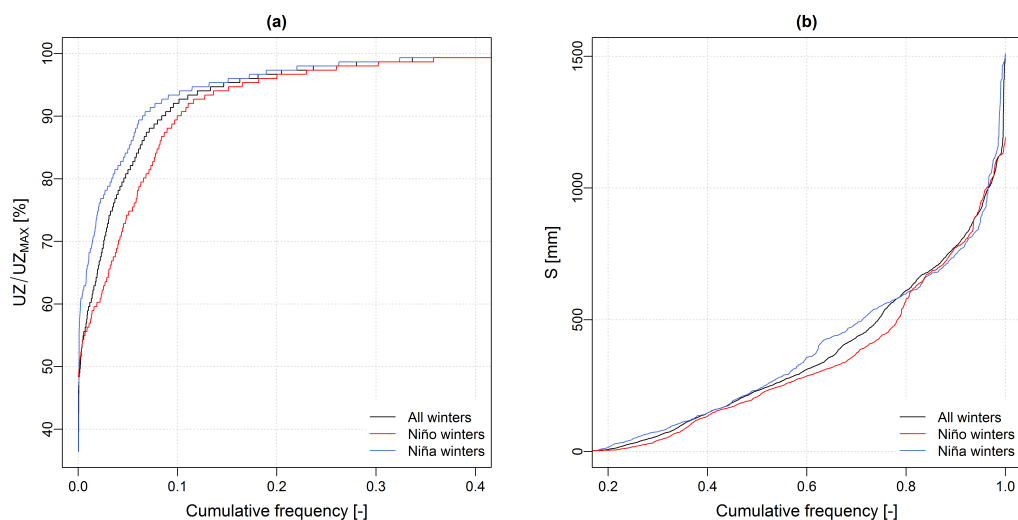 (a)
UZ/UZMAX [%]
100
90
80
70
60
50
40
All winters
Niño winters
Niña winters
0.0 0.1 0.2 0.3 0.4
Cumulative frequency [-]
(b)
S [mm]
1500
1000
500
0
All winters
Niño winters
Niña winters
0.2 0.4 0.6 0.8 1.0
Cumulative frequency [-]